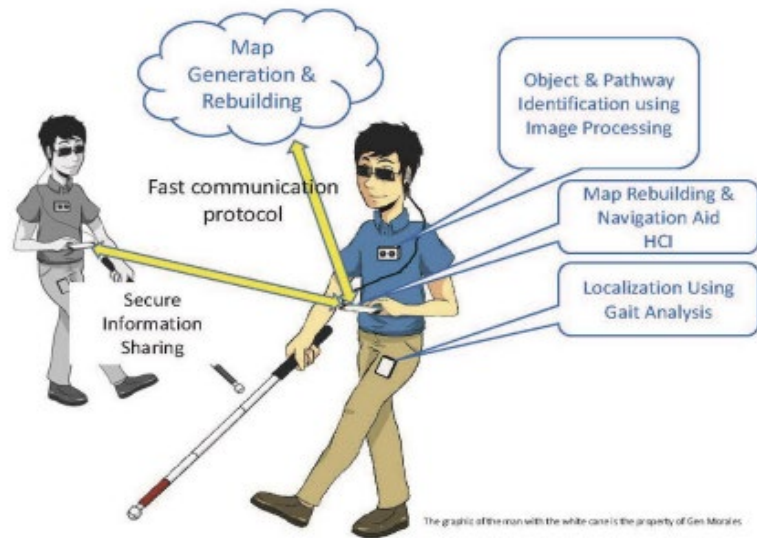 Map
Generation &
Rebuilding
Object & Pathway
Identification using
Image Processing
Fast communication
protocol
Map Rebuilding &
Navigation Aid
HCI
Secure
Information
Sharing
Localization Using
Gait Analysis
The graphic of the man with the white cane is the property of Gen Morales